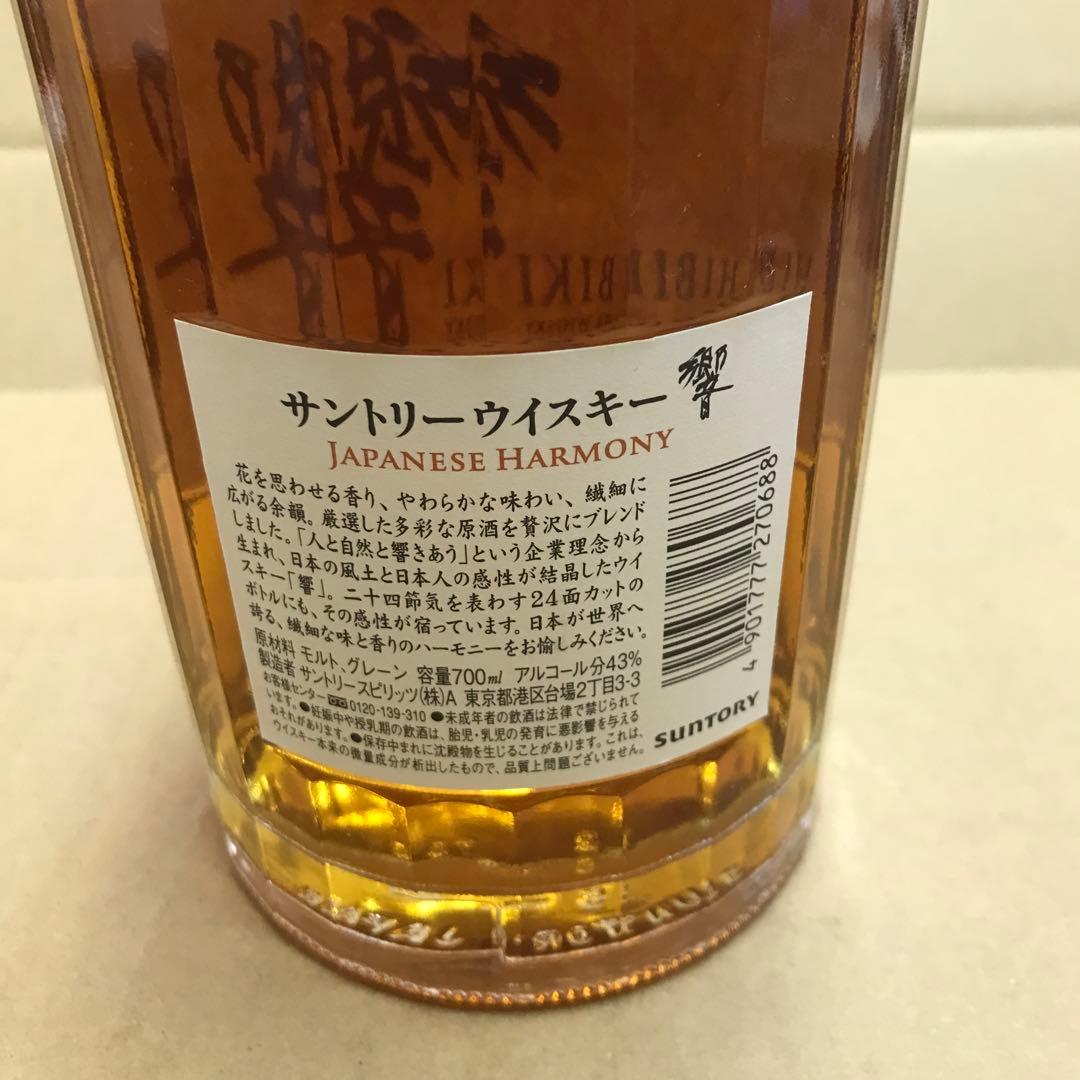 響
HIBIKI
サントリーウイスキー 響
JAPANESE HARMONY
花を思わせる香り、やわらかな味わい、繊細に
広がる余韻。厳選した多彩な原酒を贅沢にブレンド
しました。「人と自然と響きあう」という企業理念から
生まれ、日本の風土と日本人の感性が結晶したウイ
スキー「響」。二十四節気を表わす24面カットの
ボトルにも、その感性が宿っています。日本が世界へ
誇る、繊細な味と香りのハーモニーをお愉しみください。
原材料 モルト、グレーン 容量700ml アルコール分43%
製造者 サントリースピリッツ(株)A 東京都港区台場2丁目3-3
お客様センター 0120-139-310 ●未成年者の飲酒は法律で禁じられて
います。●妊娠中や授乳期の飲酒は、胎児・乳児の発育に悪影響を与える
おそれがあります。●保存中まれに沈殿物を生じることがあります。これは、
ウイスキー本来の微量成分が析出したもので、品質上問題ございません。
4 901777 270688
SUNTORY